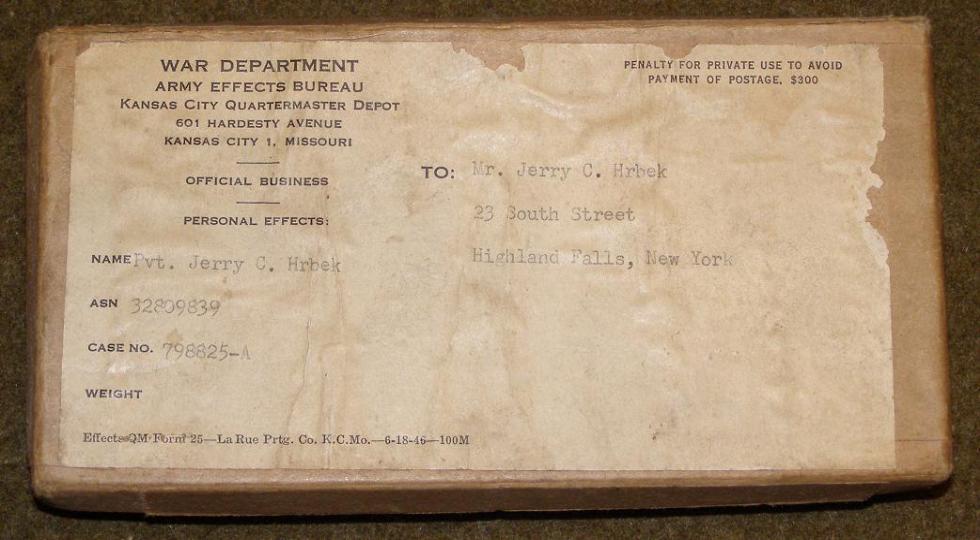 WAR DEPARTMENT
ARMY EFFECTS BUREAU
KANSAS CITY QUARTERMASTER DEPOT
601 HARDESTY AVENUE
KANSAS CITY 1, MISSOURI
OFFICIAL BUSINESS
PERSONAL EFFECTS:
NAME Pvt. Jerry C. Hrbek
ASN 32809839
CASE NO. 798825-A
WEIGHT
Effects QM Form 25—La Rue Prtg. Co. K.C.Mo.—6-18-46—100M
PENALTY FOR PRIVATE USE TO AVOID
PAYMENT OF POSTAGE, $300
TO: Mr. Jerry C. Hrbek
23 South Street
Highland Falls, New York